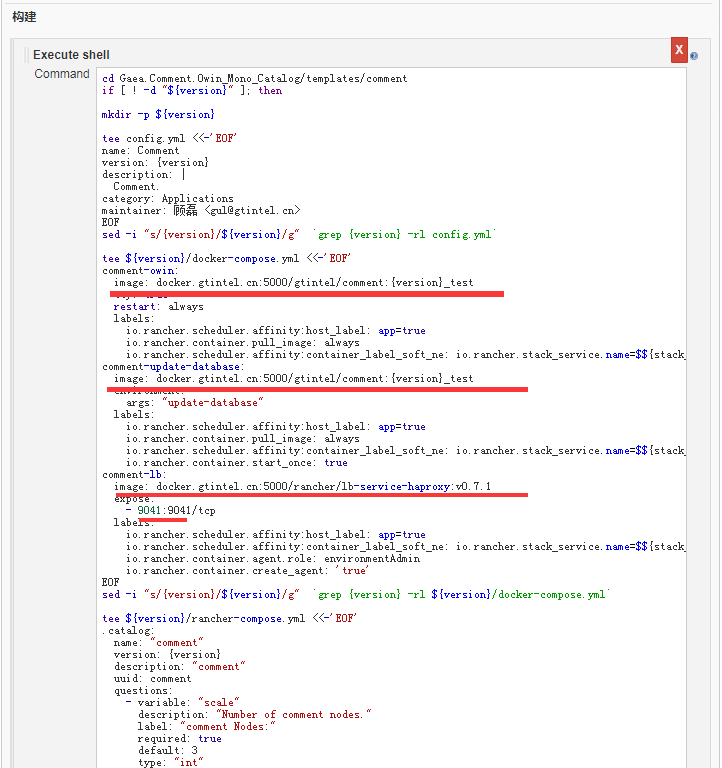 构建
Execute shell
X
Command
cd Gaea.Comment.Owin_Mono_Catalog/templates/comment
if [ ! -d "${version}" ]; then
mkdir -p ${version}
tee config.yml <<-'EOF'
name: Comment
version: {version}
description: |
Comment.
category: Applications
maintainer: 顾磊 <gul@gtintel.cn>
EOF
sed -i "s/{version}/${version}/g" `grep {version} -rl config.yml`
tee ${version}/docker-compose.yml <<-'EOF'
comment-owin:
image: docker.gtintel.cn:5000/gtintel/comment:{version}_test
restart: always
labels:
io.rancher.scheduler.affinity:host_label: app=true
io.rancher.container.pull_image: always
io.rancher.scheduler.affinity:container_label_soft_ne: io.rancher.stack_service.name=$${stack_
comment-update-database:
image: docker.gtintel.cn:5000/gtintel/comment:{version}_test
environment:
args: "update-database"
labels:
io.rancher.scheduler.affinity:host_label: app=true
io.rancher.container.pull_image: always
io.rancher.scheduler.affinity:container_label_soft_ne: io.rancher.stack_service.name=$${stack_
io.rancher.container.start_once: true
comment-lb:
image: docker.gtintel.cn:5000/rancher/lb-service-haproxy:v0.7.1
expose:
- 9041:9041/tcp
labels:
io.rancher.scheduler.affinity:host_label: app=true
io.rancher.scheduler.affinity:container_label_soft_ne: io.rancher.stack_service.name=$${stack_
io.rancher.container.agent.role: environmentAdmin
io.rancher.container.create_agent: 'true'
EOF
sed -i "s/{version}/${version}/g" `grep {version} -rl ${version}/docker-compose.yml`
tee ${version}/rancher-compose.yml <<-'EOF'
.catalog:
name: "comment"
version: {version}
description: "comment"
uuid: comment
questions:
- variable: "scale"
description: "Number of comment nodes."
label: "comment Nodes:"
required: true
default: 3
type: "int"